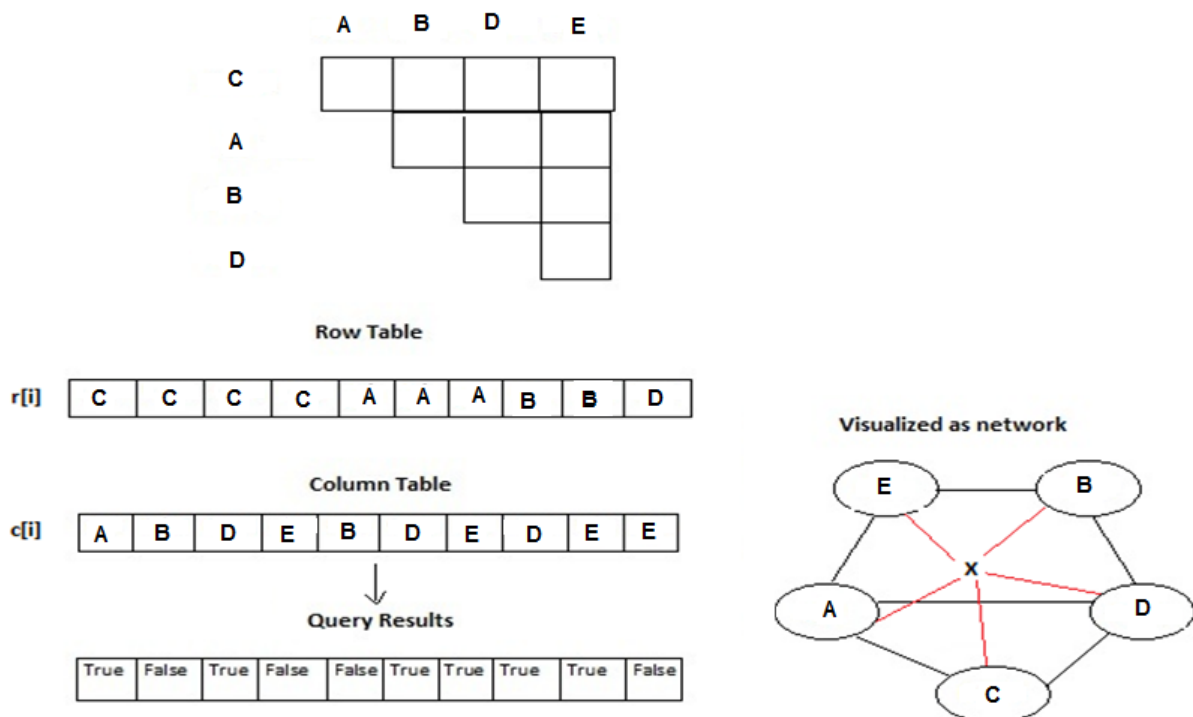 A B D E
C
A
B
D
Row Table
r[i] C C C C A A A B B D
Column Table
c[i] A B D E B D E D E E
Query Results
True False True False False True True True True False
Visualized as network
E B
X
A D
C